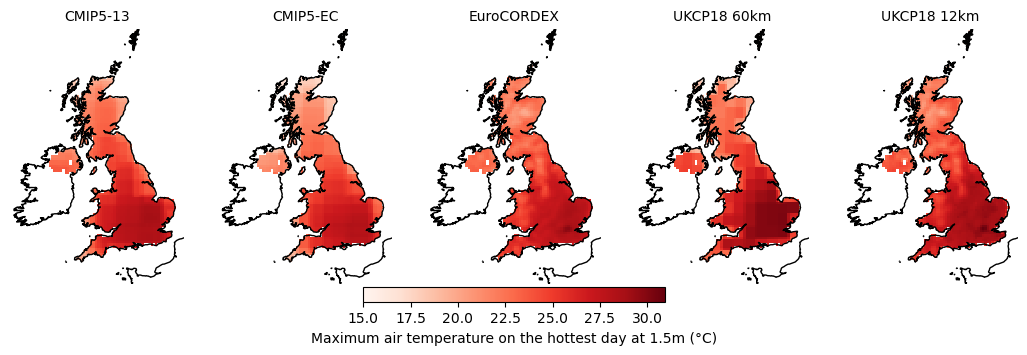 CMIP5-13 CMIP5-EC EuroCORDEX UKCP18 60km UKCP18 12km
15.0 17.5 20.0 22.5 25.0 27.5 30.0
Maximum air temperature on the hottest day at 1.5m (°C)